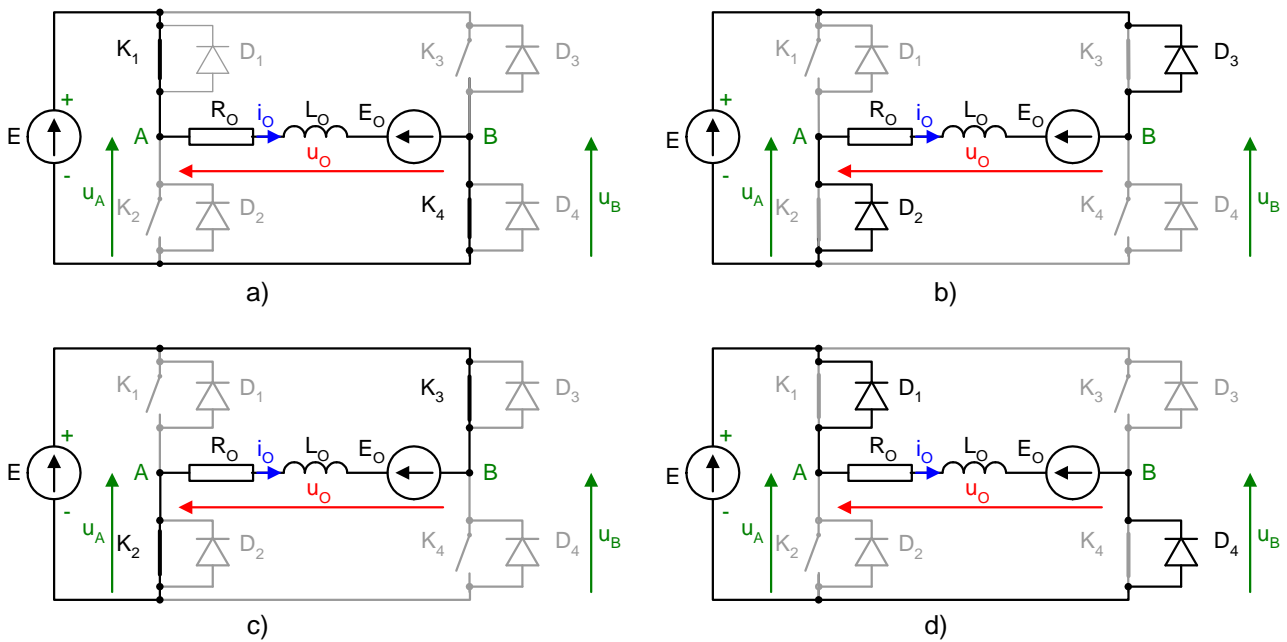 K1 D1 K3 D3
E + - A RO iO LO EO B
uO
uA K2 D2 K4 D4 uB
a)
K1 D1 K3 D3
E + - A RO iO LO EO B
uO
uA K2 D2 K4 D4 uB
b)
K1 D1 K3 D3
E + - A RO iO LO EO B
uO
uA K2 D2 K4 D4 uB
c)
K1 D1 K3 D3
E + - A RO iO LO EO B
uO
uA K2 D2 K4 D4 uB
d)